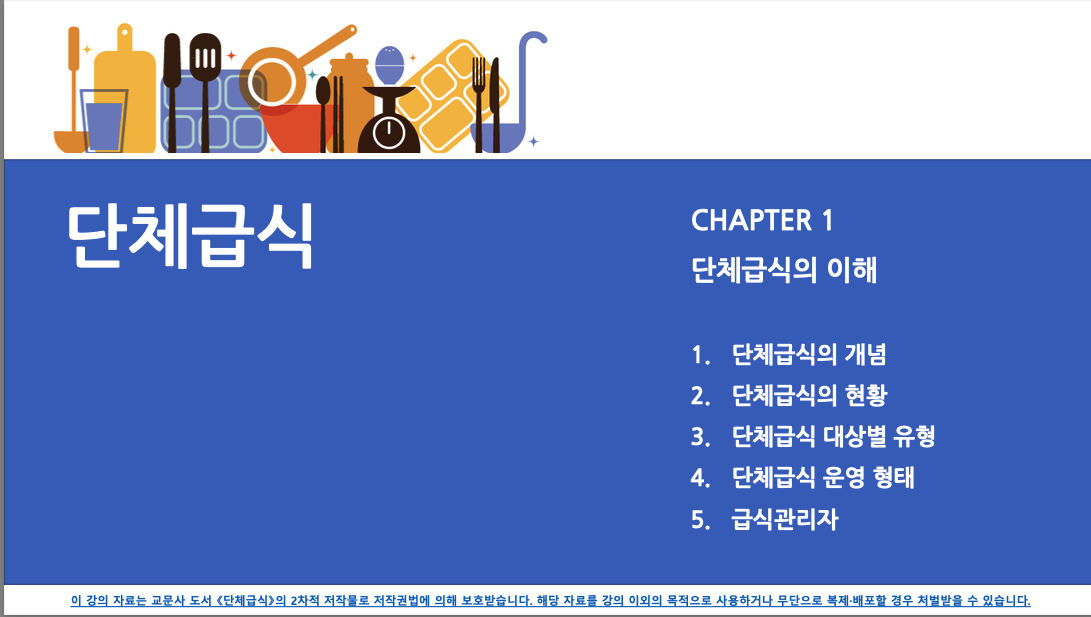 단체급식
CHAPTER 1
단체급식의 이해
1. 단체급식의 개념
2. 단체급식의 현황
3. 단체급식 대상별 유형
4. 단체급식 운영 형태
5. 급식관리자
이 강의 자료는 교문사 도서 《단체급식》의 2차적 저작물로 저작권법에 의해 보호받습니다. 해당 자료를 강의 이외의 목적으로 사용하거나 무단으로 복제·배포할 경우 처벌받을 수 있습니다.